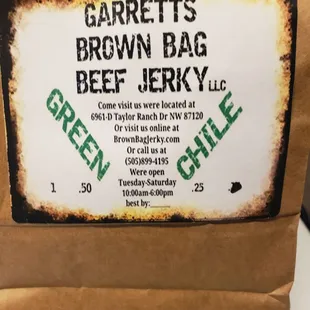 GARRETTS
BROWN BAG
BEEF JERKY LLC
GREEN CHILE
Come visit us were located at
6961-D Taylor Ranch Dr NW 87120
Or visit us online at
BrownBagJerky.com
Or call us at
(505)899-4195
Were open
Tuesday-Saturday
10:00am-6:00pm
best by:______
1 .50 .25